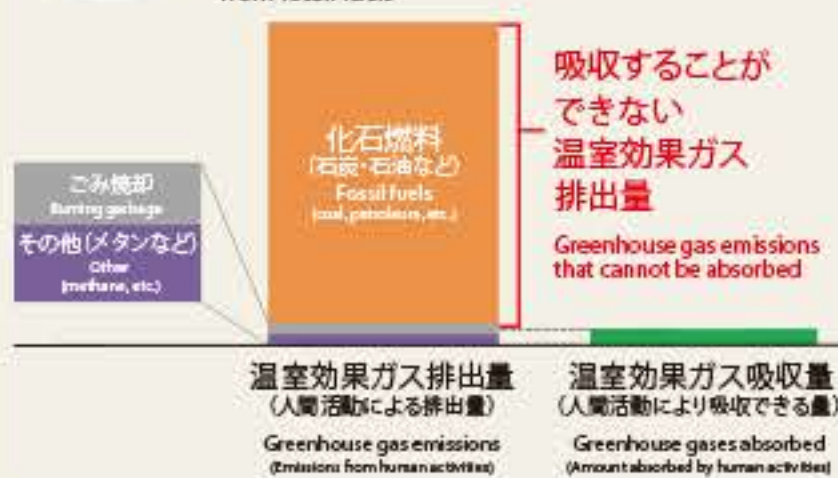 化石燃料
(石炭・石油など)
Fossil fuels
(coal, petroleum, etc.)
吸収することが
できない
温室効果ガス
排出量
Greenhouse gas emissions
that cannot be absorbed
ごみ焼却
Burning garbage
その他(メタンなど)
Other
(methane, etc.)
温室効果ガス排出量
(人間活動による排出量)
Greenhouse gas emissions
(Emissions from human activities)
温室効果ガス吸収量
(人間活動により吸収できる量)
Greenhouse gases absorbed
(Amount absorbed by human activities)